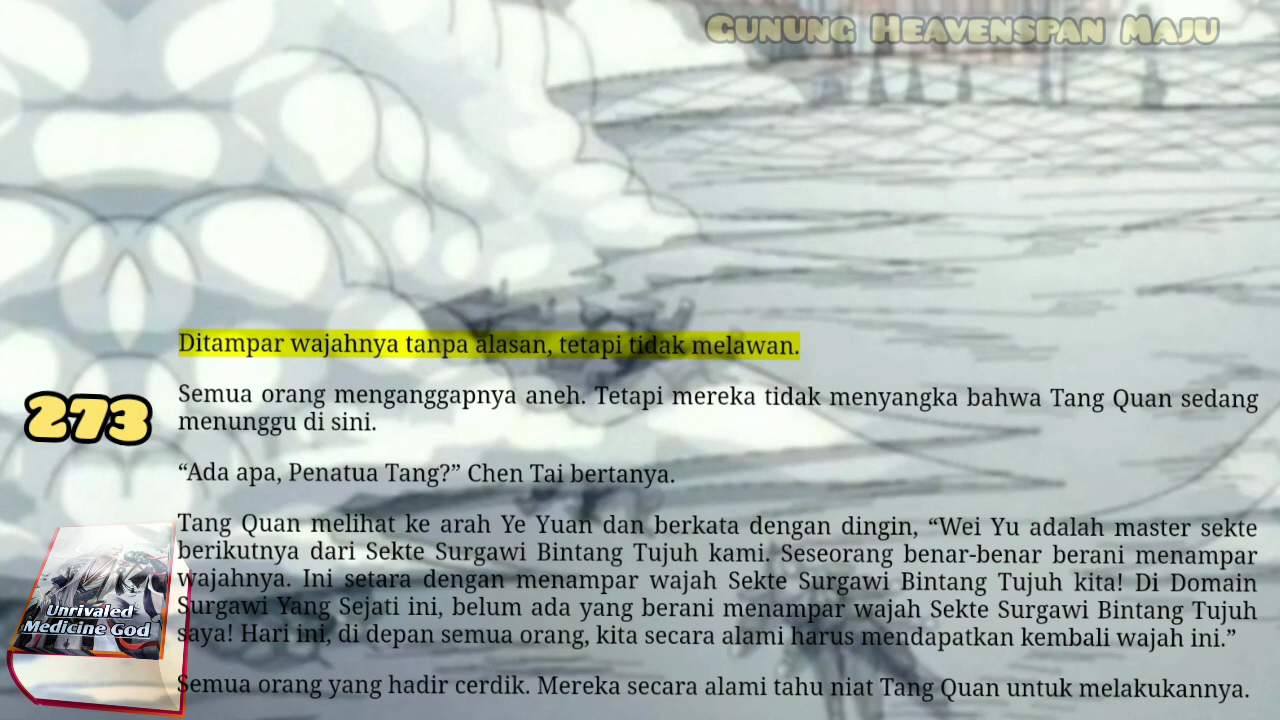 Gunung Heavenspan Maju
Ditampar wajahnya tanpa alasan, tetapi tidak melawan.
Semua orang menganggapnya aneh. Tetapi mereka tidak menyangka bahwa Tang Quan sedang
menunggu di sini.
273
“Ada apa, Penatua Tang?” Chen Tai bertanya.
Tang Quan melihat ke arah Ye Yuan dan berkata dengan dingin, “Wei Yu adalah master sekte
berikutnya dari Sekte Surgawi Bintang Tujuh kami. Seseorang benar-benar berani menampar
wajahnya. Ini setara dengan menampar wajah Sekte Surgawi Bintang Tujuh kita! Di Domain
Surgawi Yang Sejati ini, belum ada yang berani menampar wajah Sekte Surgawi Bintang Tujuh
saya! Hari ini, di depan semua orang, kita secara alami harus mendapatkan kembali wajah ini.”
Semua orang yang hadir cerdik. Mereka secara alami tahu niat Tang Quan untuk melakukannya.
Unrivaled
Medicine God